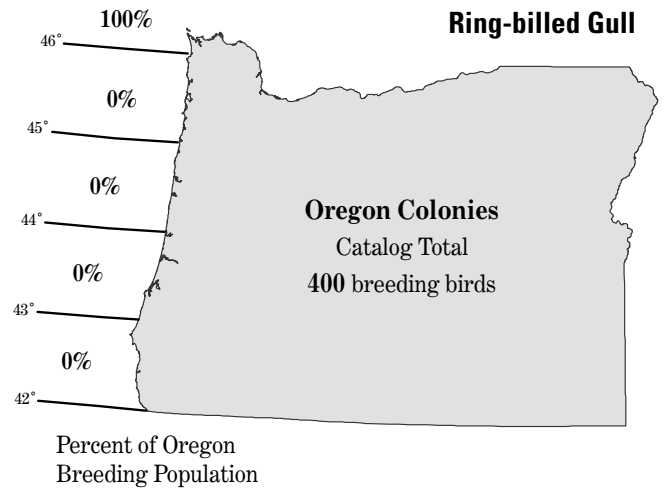 Ring-billed Gull
100%
46°
0%
45°
0%
44°
0%
43°
0%
42°
Oregon Colonies
Catalog Total
400 breeding birds
Percent of Oregon
Breeding Population